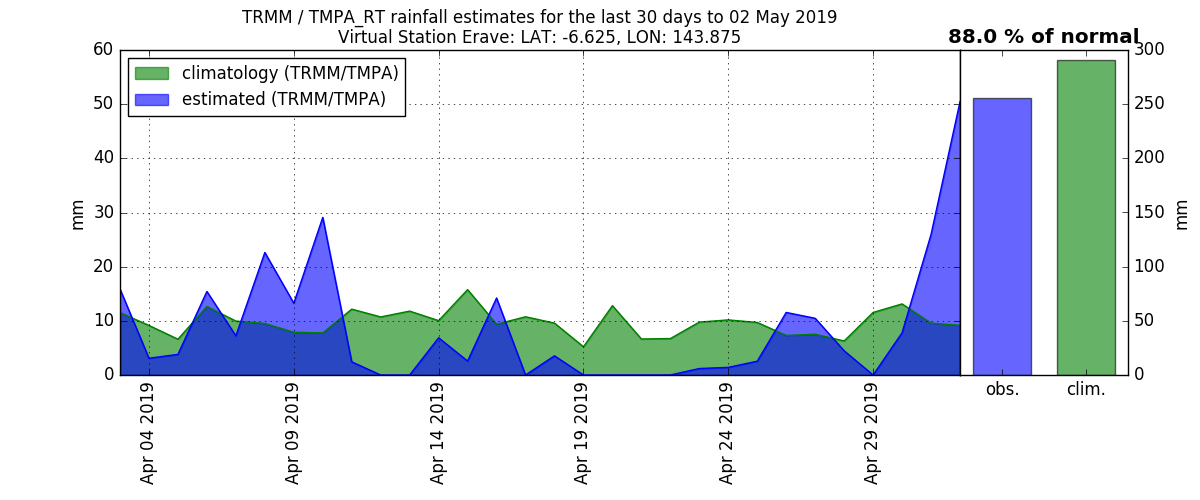 TRMM / TMPA_RT rainfall estimates for the last 30 days to 02 May 2019
Virtual Station Erave: LAT: -6.625, LON: 143.875
88.0 % of normal
climatology (TRMM/TMPA)
estimated (TRMM/TMPA)
60
50
40
30
20
10
0
mm
Apr 04 2019
Apr 09 2019
Apr 14 2019
Apr 19 2019
Apr 24 2019
Apr 29 2019
obs.
clim.
300
250
200
150
100
50
0
mm